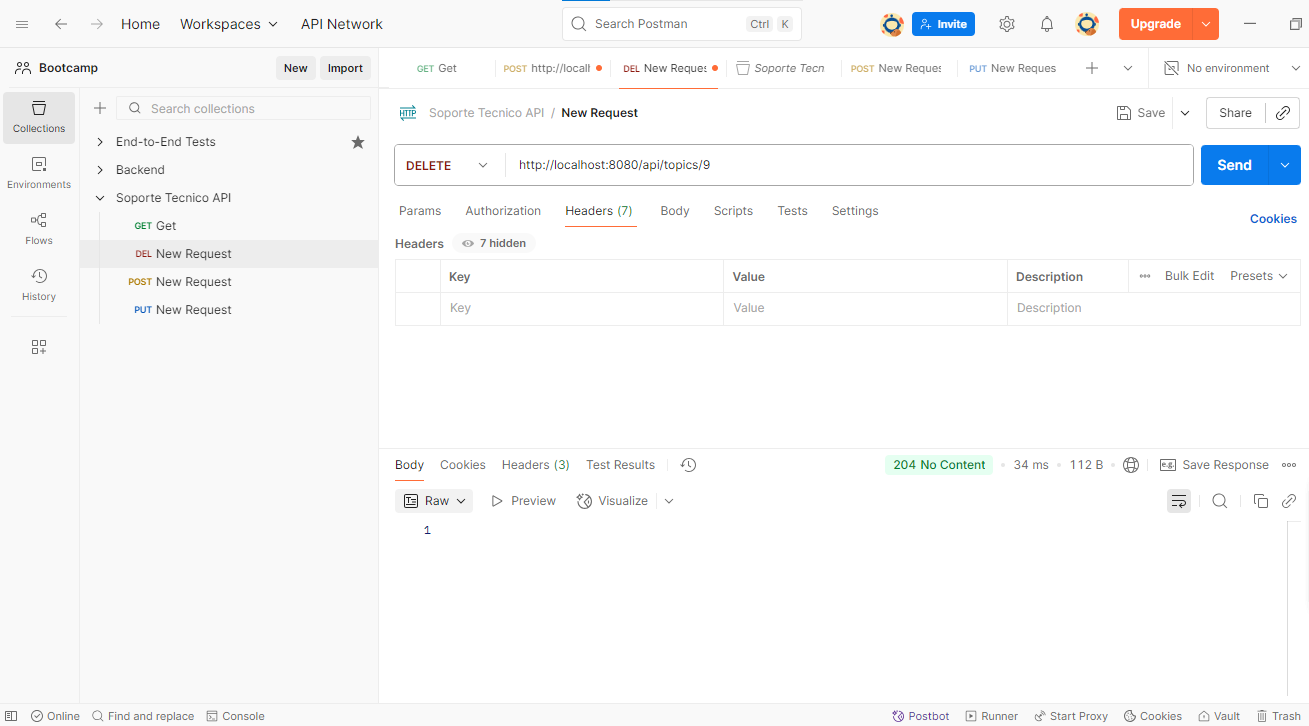 Home Workspaces API Network Search Postman Ctrl K Invite Upgrade
Bootcamp New Import GET Get POST http://locall DEL New Reques Soporte Tecn POST New Reques PUT New Reques No environment
Collections
Environments
Flows
History
Search collections
End-to-End Tests
Backend
Soporte Tecnico API
GET Get
DEL New Request
POST New Request
PUT New Request
HTTP Soporte Tecnico API / New Request Save Share
DELETE http://localhost:8080/api/topics/9 Send
Params Authorization Headers (7) Body Scripts Tests Settings Cookies
Headers 7 hidden
Key Value Description Bulk Edit Presets
Key Value Description
Body Cookies Headers (3) Test Results 204 No Content 34 ms 112 B e.g. Save Response
Raw Preview Visualize
1
Online Find and replace Console Postbot Runner Start Proxy Cookies Vault Trash